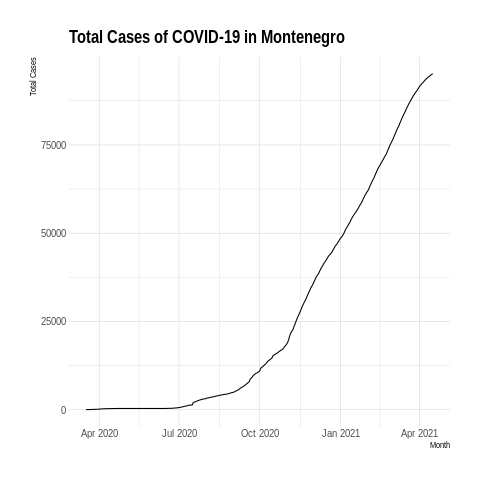 Total Cases of COVID-19 in Montenegro
Total Cases
75000
50000
25000
0
Apr 2020 Jul 2020 Oct 2020 Jan 2021 Apr 2021
Month